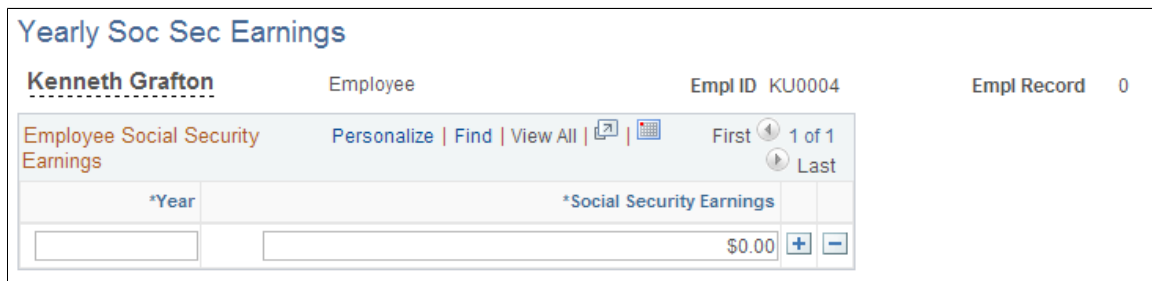 Yearly Soc Sec Earnings
Kenneth Grafton Employee Empl ID KU0004 Empl Record 0
Employee Social Security Earnings Personalize | Find | View All | | First 1 of 1 Last
*Year *Social Security Earnings
$0.00